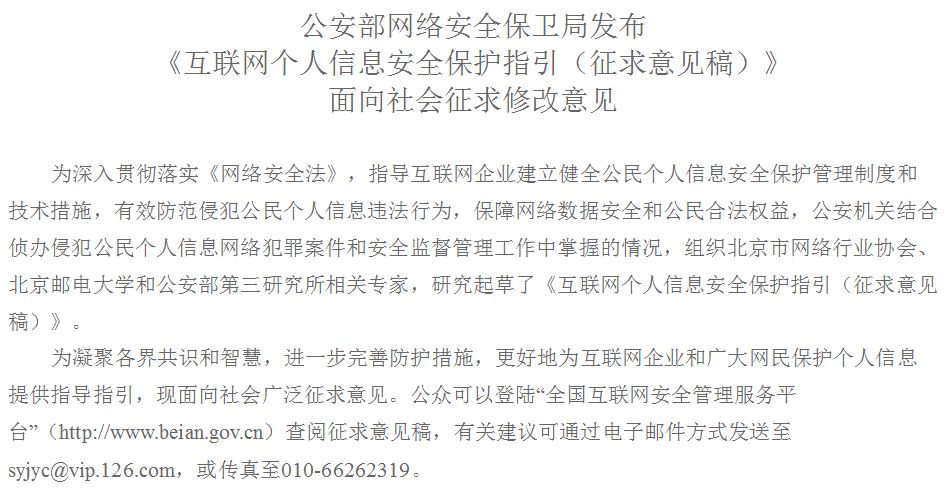 公安部网络安全保卫局发布
《互联网个人信息安全保护指引（征求意见稿）》
面向社会征求修改意见
为深入贯彻落实《网络安全法》，指导互联网企业建立健全公民个人信息安全保护管理制度和
技术措施，有效防范侵犯公民个人信息违法行为，保障网络数据安全和公民合法权益，公安机关结合
侦办侵犯公民个人信息网络犯罪案件和安全监督管理工作中掌握的情况，组织北京市网络行业协会、
北京邮电大学和公安部第三研究所相关专家，研究起草了《互联网个人信息安全保护指引（征求意见
稿）》。
为凝聚各界共识和智慧，进一步完善防护措施，更好地为互联网企业和广大网民保护个人信息
提供指导指引，现面向社会广泛征求意见。公众可以登陆“全国互联网安全管理服务平
台”（http://www.beian.gov.cn）查阅征求意见稿，有关建议可通过电子邮件方式发送至
syjyc@vip.126.com，或传真至010-66262319。